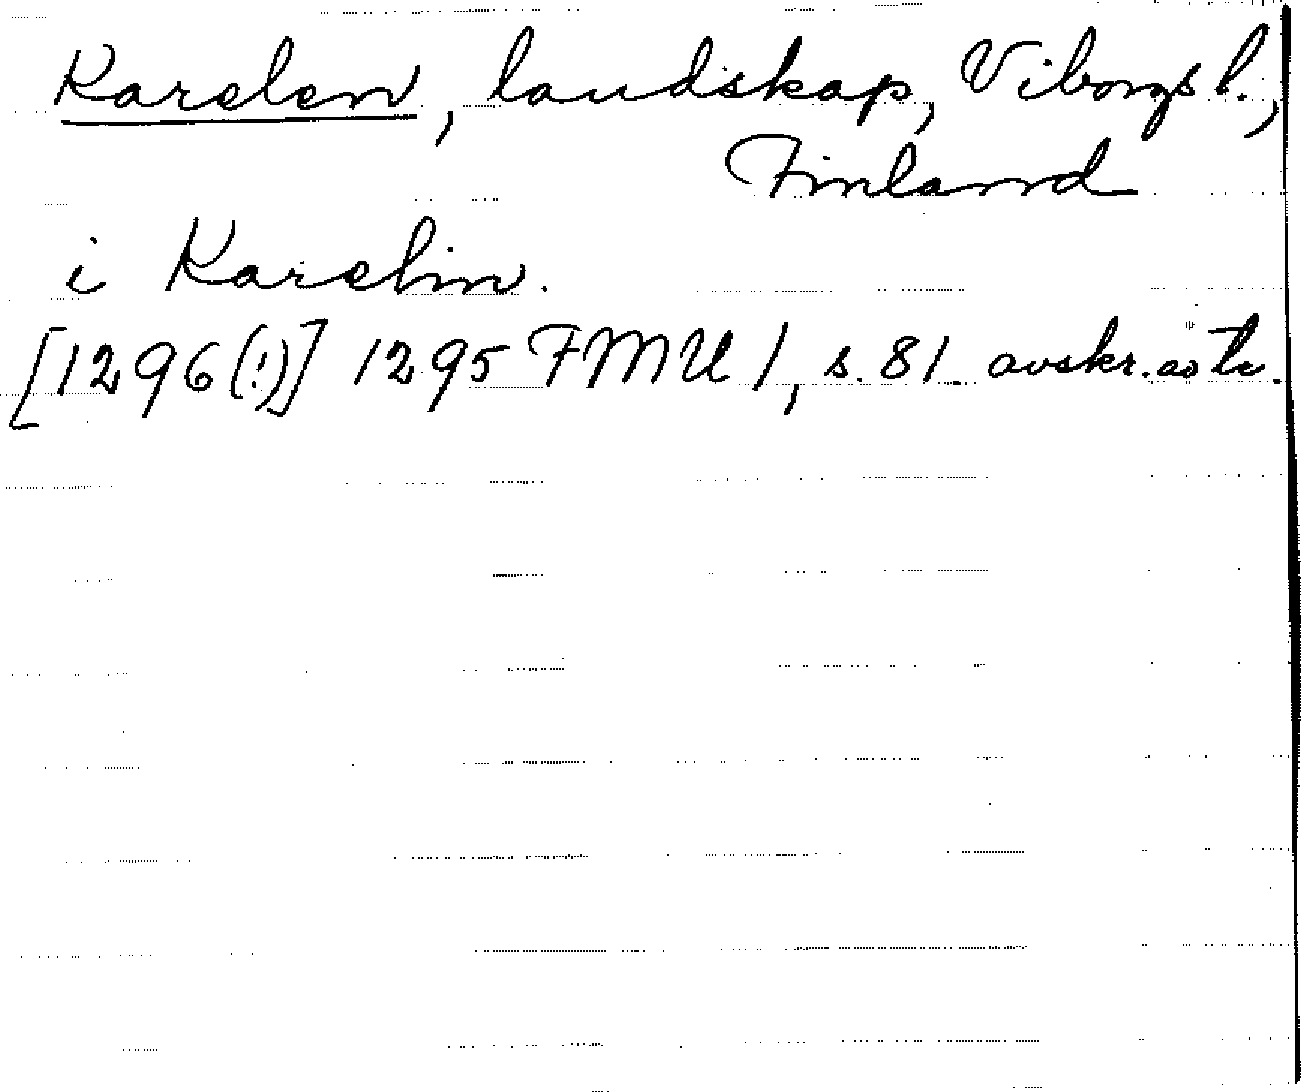 Karelen, landskap, Viborgs l.,
Finland
i Karelin.
[1296(!)] 1295 FMU 1, s. 81. avskr.